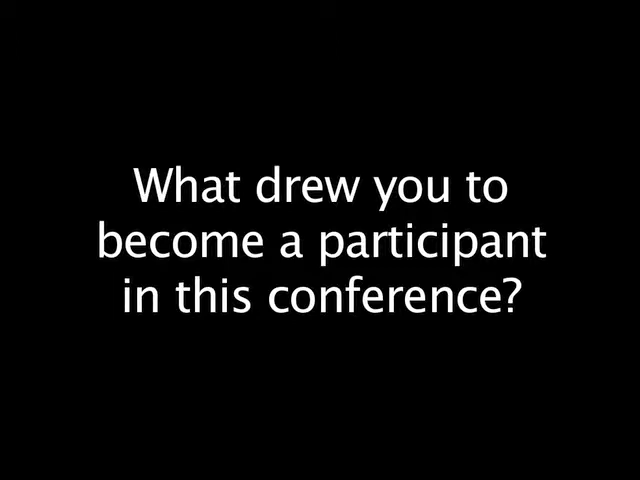 What drew you to
become a participant
in this conference?